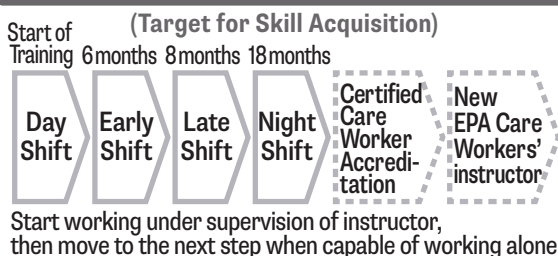 (Target for Skill Acquisition)
Start of
Training 6 months 8 months 18 months
Day
Shift
Early
Shift
Late
Shift
Night
Shift
Certified
Care
Worker
Accredi-
tation
New
EPA Care
Workers'
instructor
Start working under supervision of instructor,
then move to the next step when capable of working alone